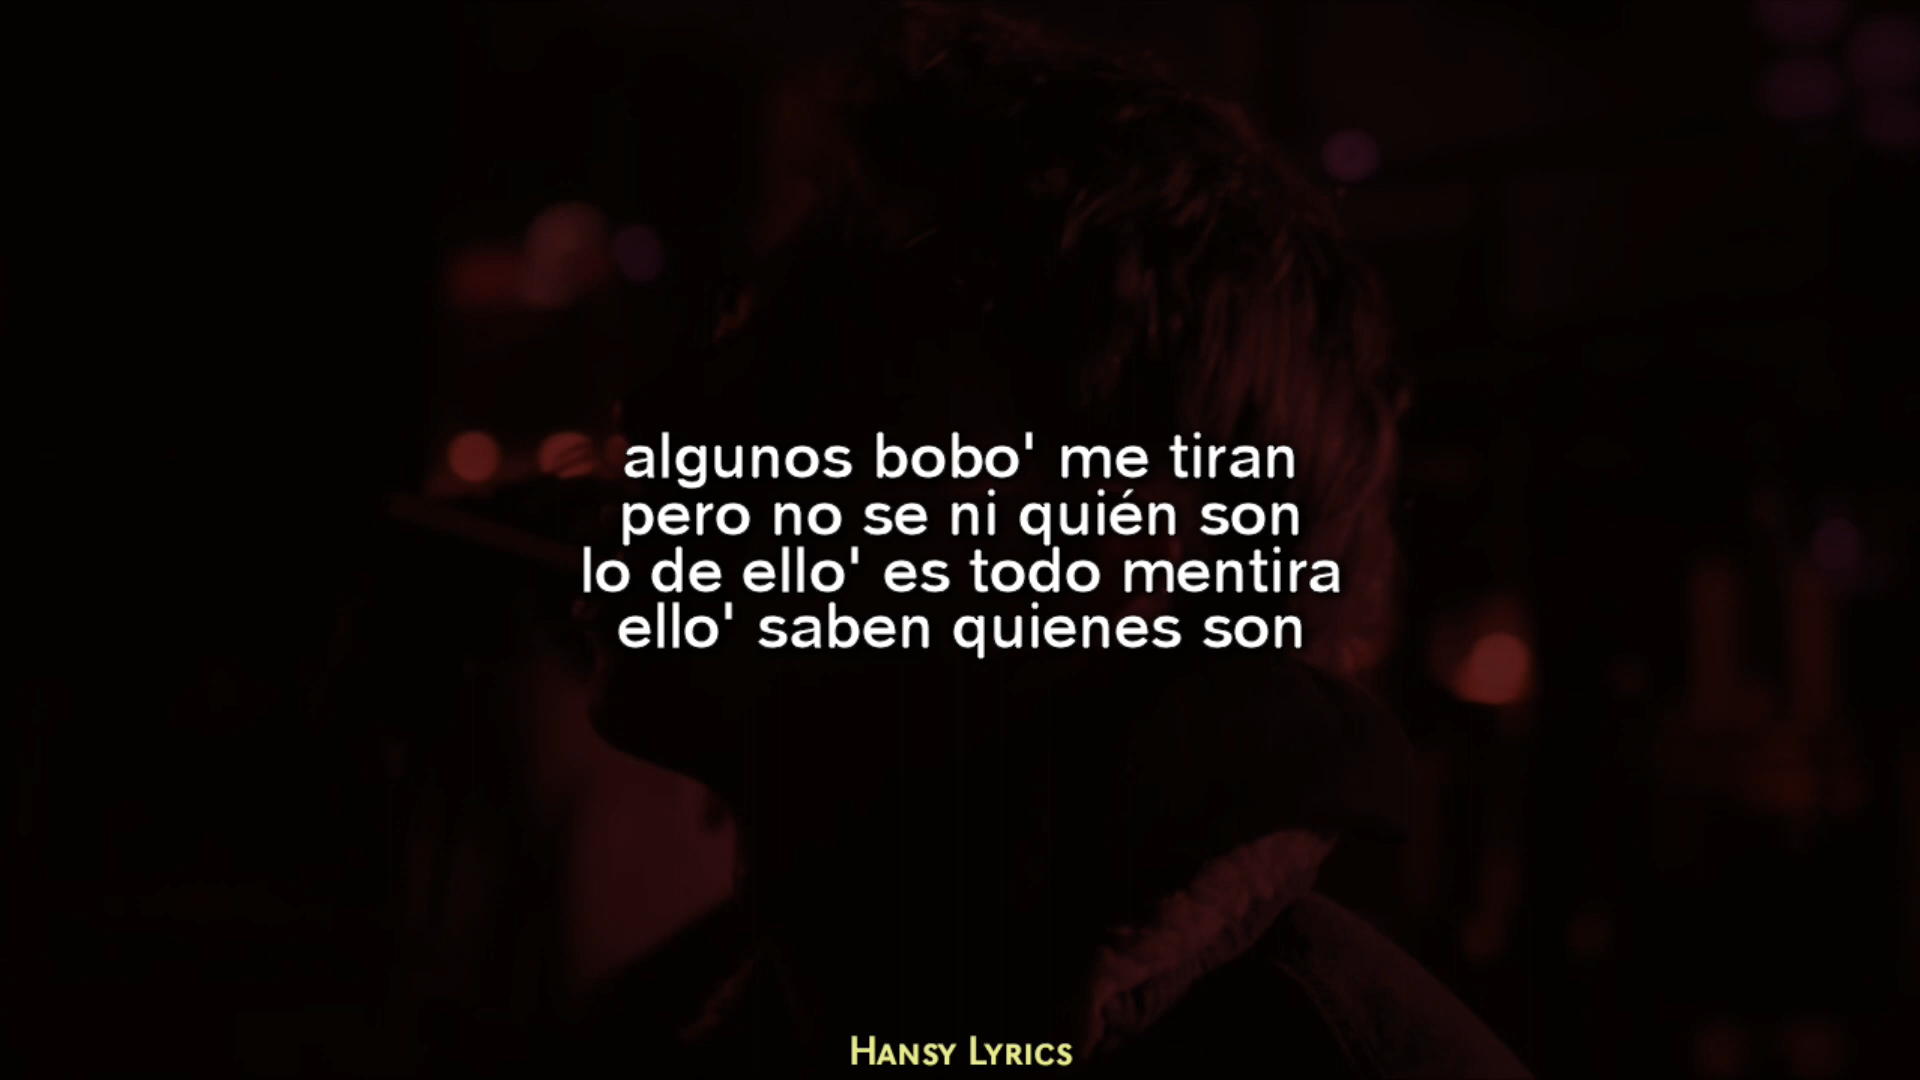 algunos bobo' me tiran
pero no se ni quién son
lo de ello' es todo mentira
ello' saben quienes son
Hansy Lyrics